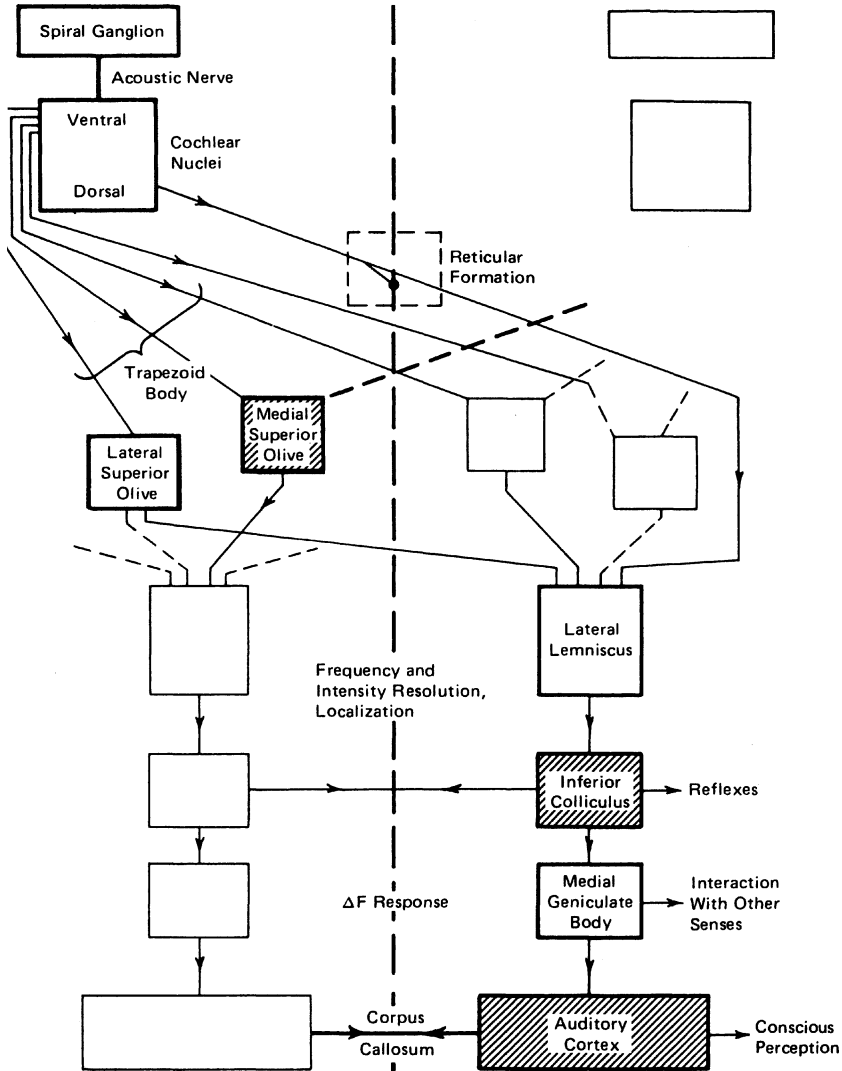 Spiral Ganglion
Acoustic Nerve
Ventral
Cochlear
Nuclei
Dorsal
Reticular
Formation
Trapezoid
Body
Medial
Superior
Olive
Lateral
Superior
Olive
Lateral
Lemniscus
Frequency and
Intensity Resolution,
Localization
Inferior
Colliculus
Reflexes
Medial
Geniculate
Body
ΔF Response
Interaction
With Other
Senses
Corpus
Callosum
Auditory
Cortex
Conscious
Perception